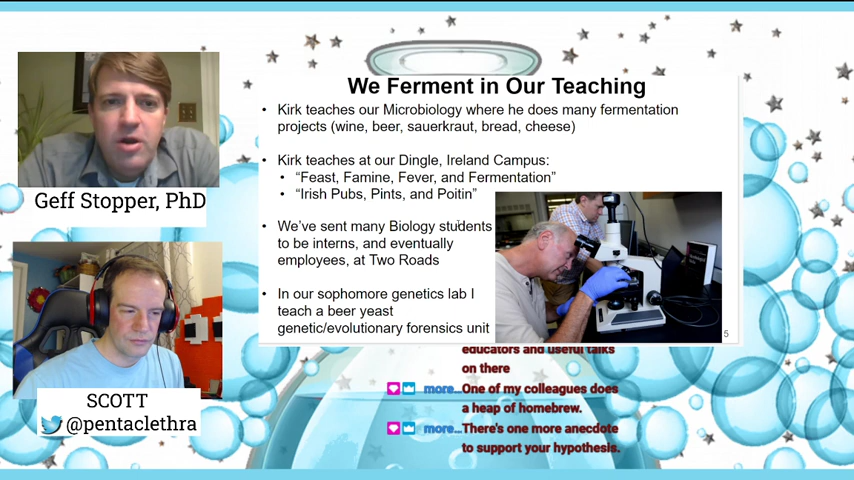 We Ferment in Our Teaching
• Kirk teaches our Microbiology where he does many fermentation
projects (wine, beer, sauerkraut, bread, cheese)
• Kirk teaches at our Dingle, Ireland Campus:
• “Feast, Famine, Fever, and Fermentation”
• “Irish Pubs, Pints, and Poitin”
• We’ve sent many Biology students
to be interns, and eventually
employees, at Two Roads
• In our sophomore genetics lab I
teach a beer yeast
genetic/evolutionary forensics unit
5
Geff Stopper, PhD
SCOTT
@pentaclethra
educators and useful talks
on there
more...One of my colleagues does
a heap of homebrew.
more...There's one more anecdote
to support your hypothesis.